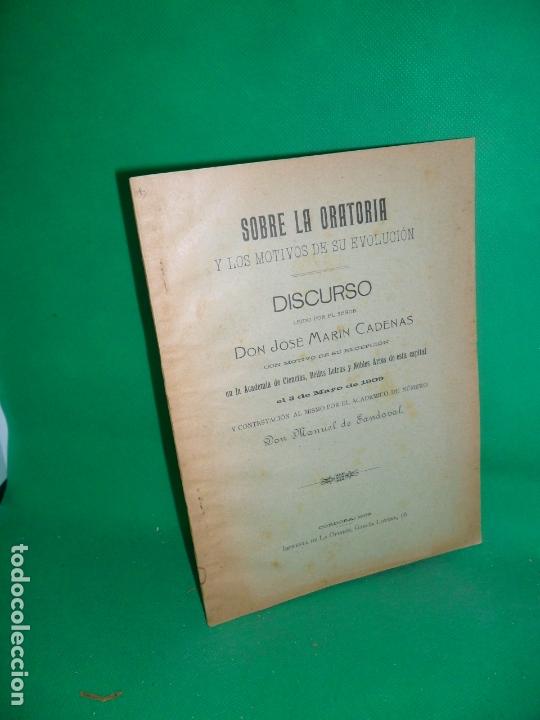 SOBRE LA ORATORIA
Y LOS MOTIVOS DE SU EVOLUCIÓN
DISCURSO
LEIDO POR EL SEÑOR
DON JOSE MARIN CADENAS
CON MOTIVO DE SU RECEPCIÓN
en la Academia de Ciencias, Bellas Letras y Nobles Artes de esta capital
el 3 de Mayo de 1909
Y CONTESTACIÓN AL MISMO POR EL ACADÉMICO DE NÚMERO
Don Manuel de Sandoval
CÓRDOBA; 1909
IMPRENTA DE LA OPINIÓN, GARCÍA LOVERA, 10
todocoleccion